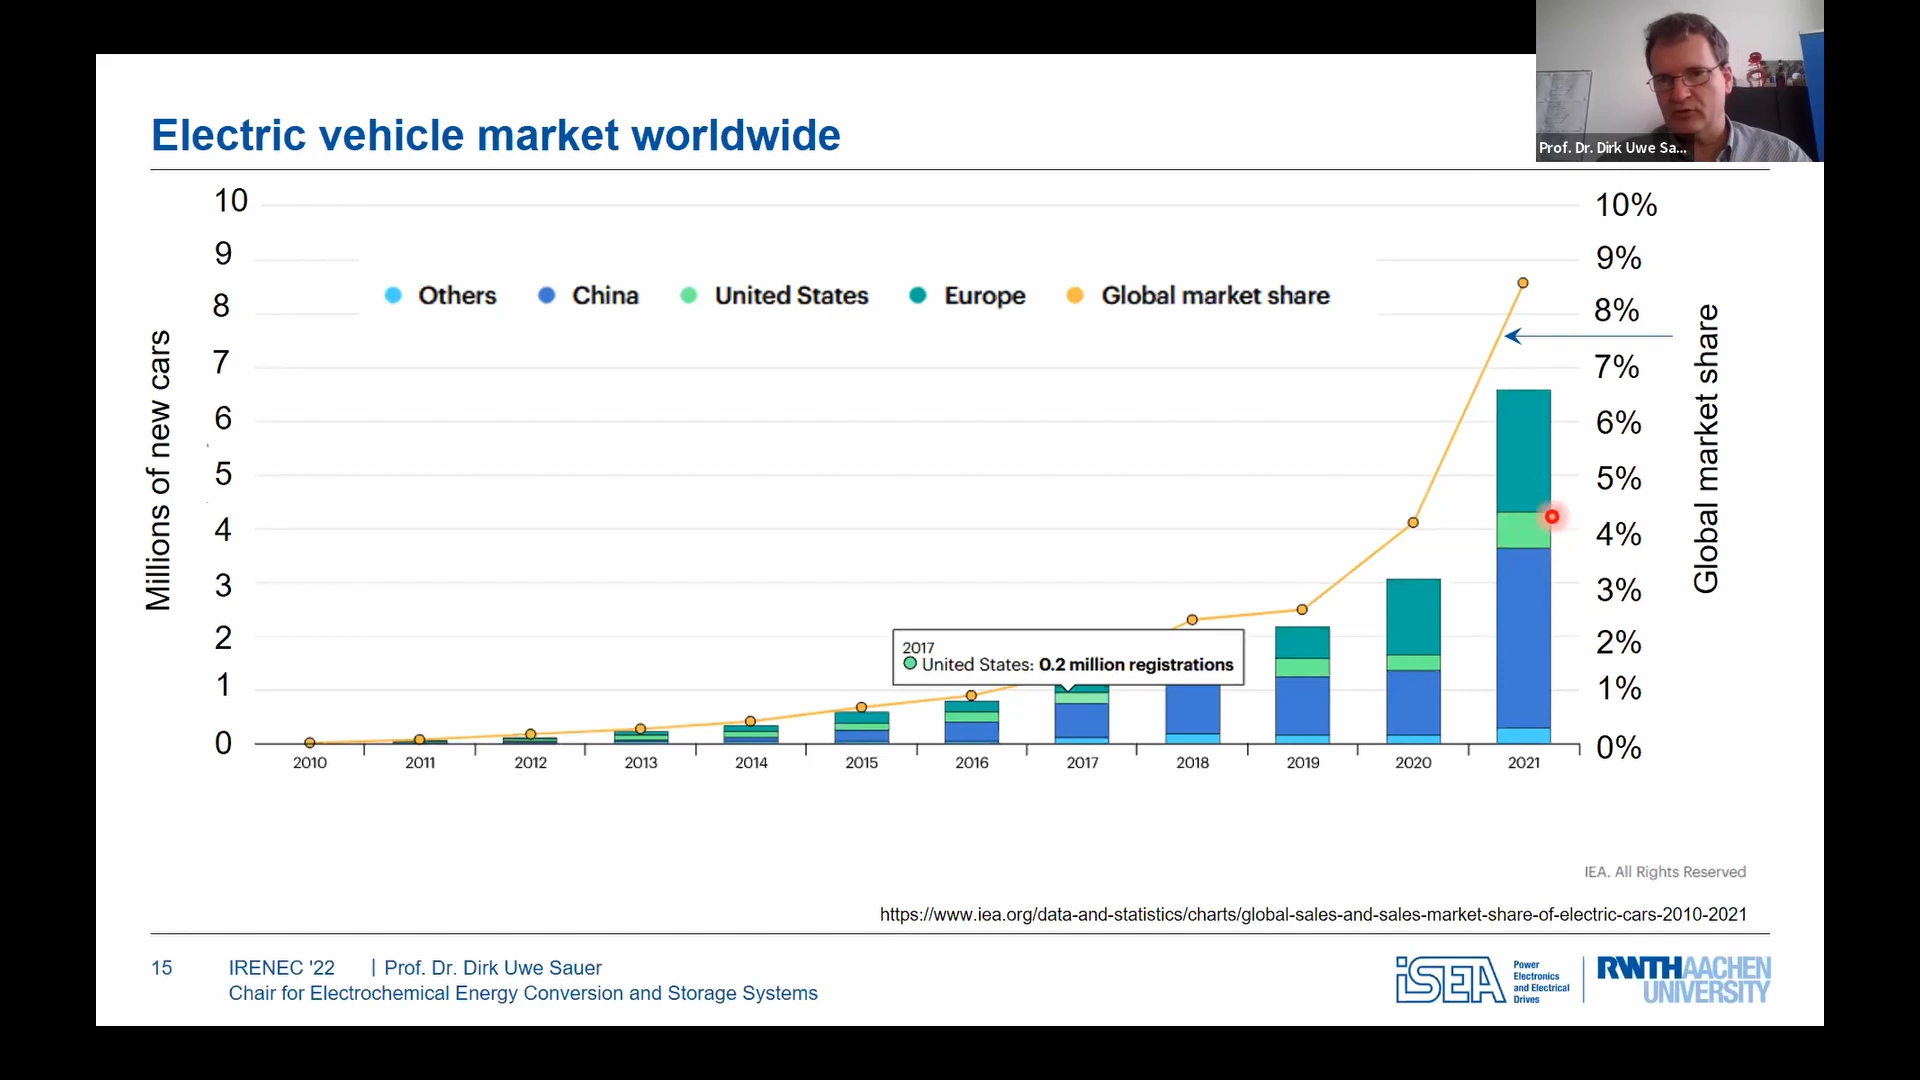 Prof. Dr. Dirk Uwe Sa...
Electric vehicle market worldwide
Millions of new cars
10
9
8
7
6
5
4
3
2
1
0
Others China United States Europe Global market share
2017
United States: 0.2 million registrations
2010 2011 2012 2013 2014 2015 2016 2017 2018 2019 2020 2021
10%
9%
8%
7%
6%
5%
4%
3%
2%
1%
0%
Global market share
IEA. All Rights Reserved
https://www.iea.org/data-and-statistics/charts/global-sales-and-sales-market-share-of-electric-cars-2010-2021
15 IRENEC '22 | Prof. Dr. Dirk Uwe Sauer
Chair for Electrochemical Energy Conversion and Storage Systems
iSEA
Power
Electronics
and Electrical
Drives
RWTH AACHEN
UNIVERSITY